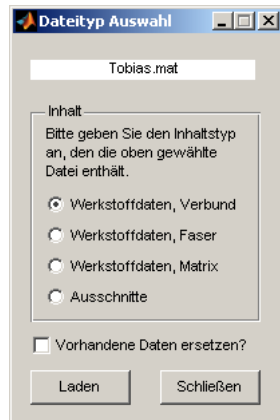 Dateityp Auswahl
Tobias.mat
Inhalt
Bitte geben Sie den Inhaltstyp
an, den die oben gewählte
Datei enthält.
Werkstoffdaten, Verbund
Werkstoffdaten, Faser
Werkstoffdaten, Matrix
Ausschnitte
Vorhandene Daten ersetzen?
Laden
Schließen